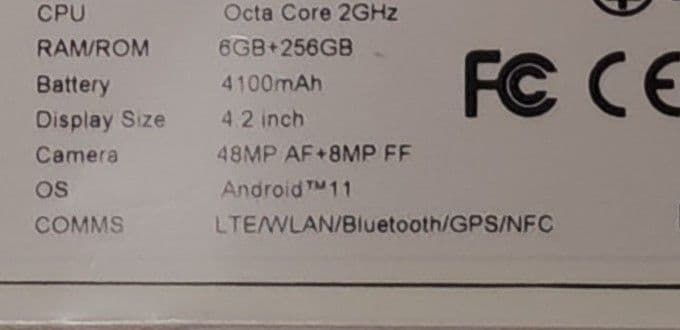 CPU Octa Core 2GHz
RAM/ROM 6GB+256GB
Battery 4100mAh
Display Size 4.2 inch
Camera 48MP AF+8MP FF
OS Android™11
COMMS LTE/WLAN/Bluetooth/GPS/NFC
FC CE